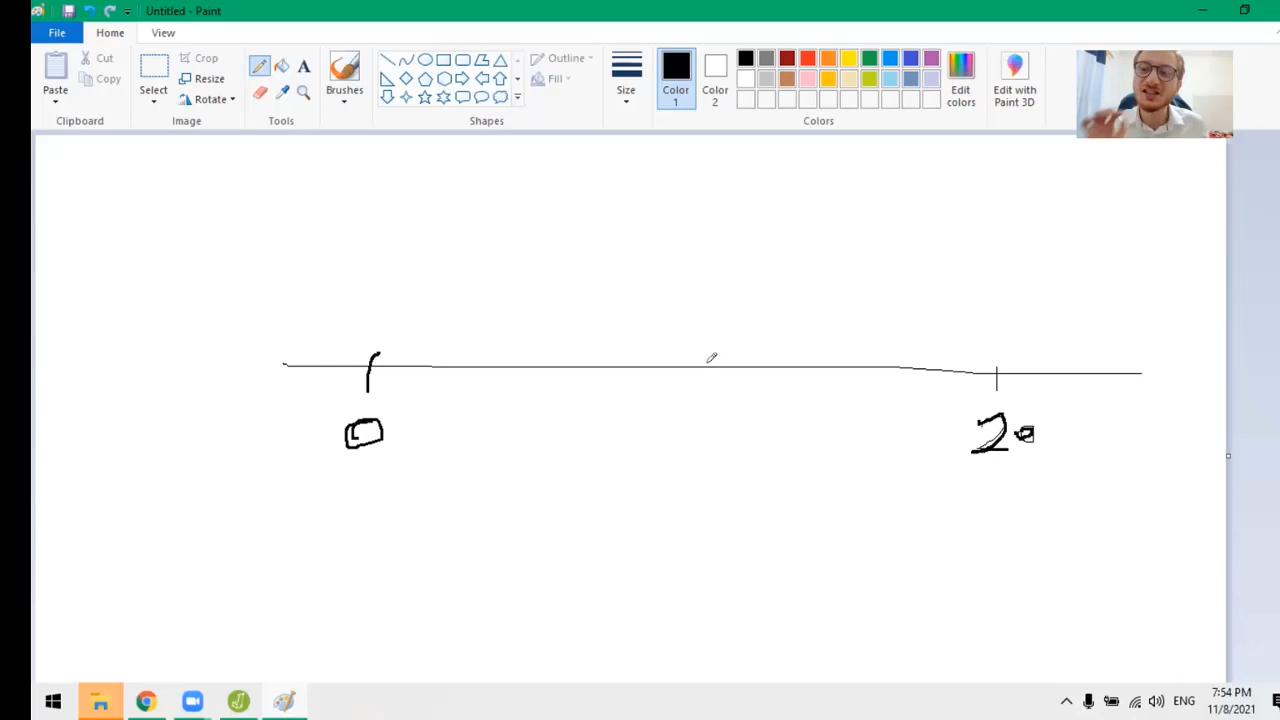 Untitled - Paint
File Home View
Cut
Copy
Paste
Clipboard
Crop
Resize
Rotate
Select
Image
Tools
Brushes
Outline
Fill
Shapes
Size
Color 1
Color 2
Edit colors
Colors
Edit with Paint 3D
0 20
ENG
7:54 PM
11/8/2021